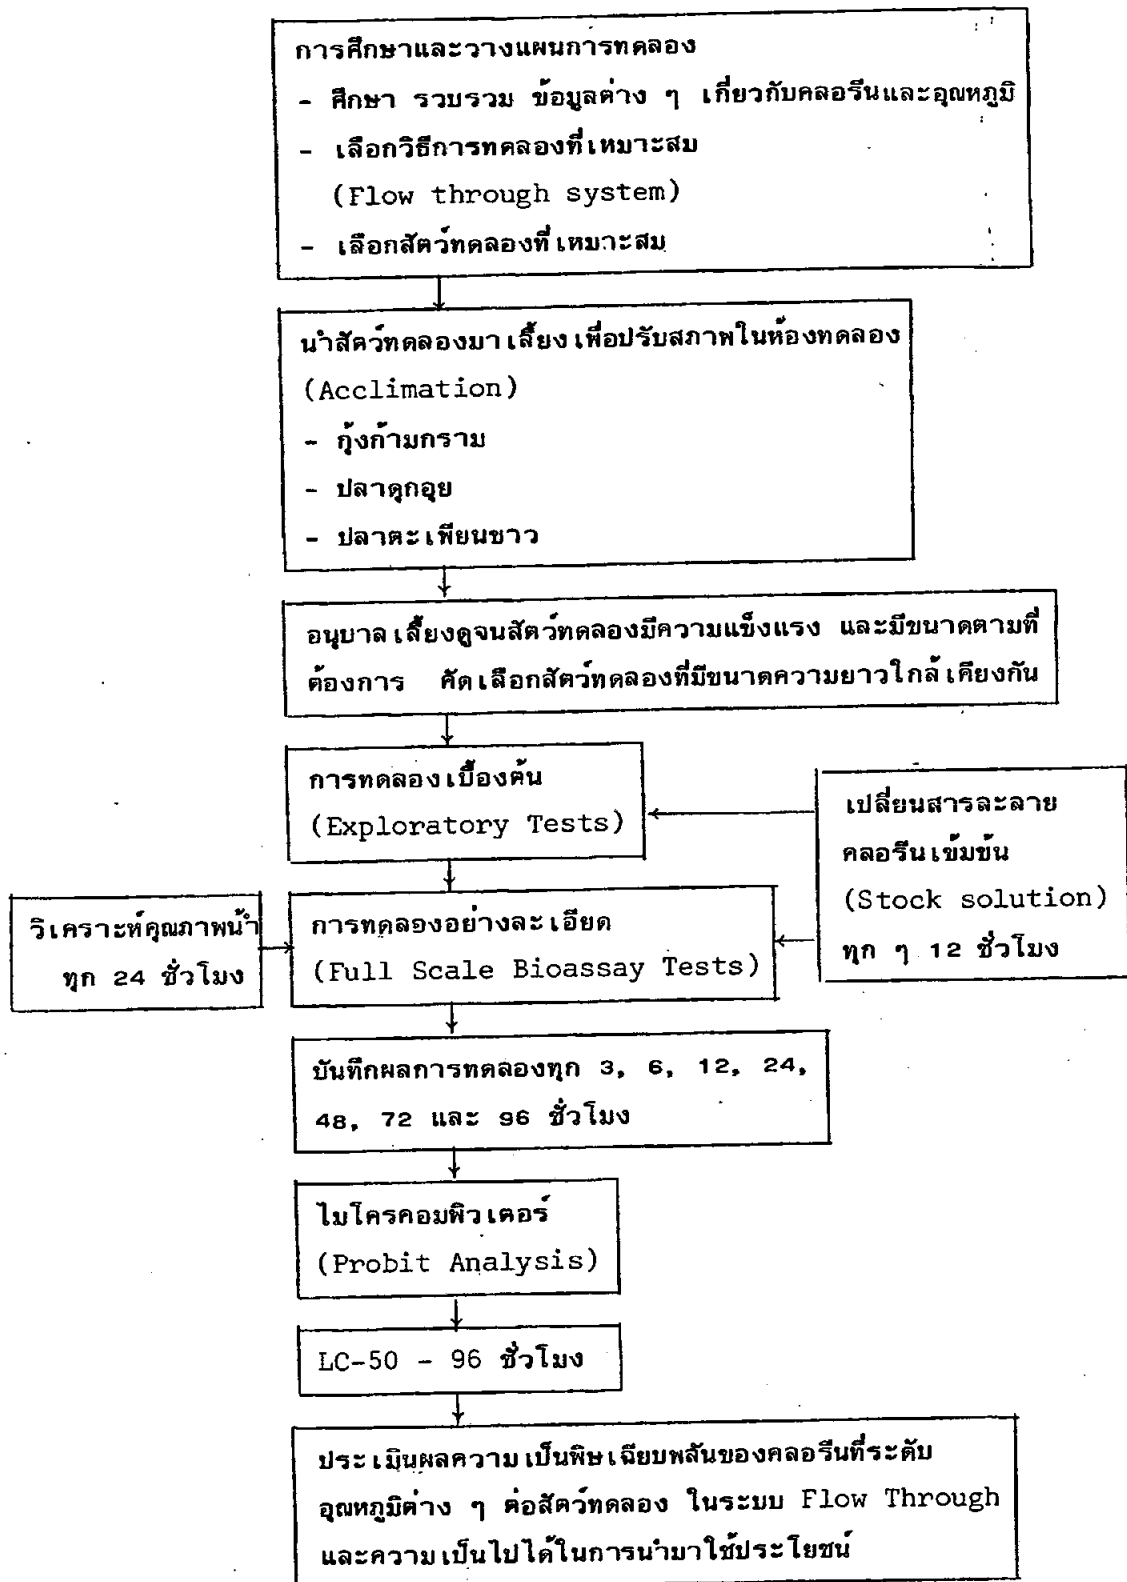 การศึกษาและวางแผนการทดลอง
- ศึกษา รวบรวม ข้อมูลต่าง ๆ เกี่ยวกับคลอรีนและอุณหภูมิ
- เลือกวิธีการทดลองที่เหมาะสม
(Flow through system)
- เลือกสัตว์ทดลองที่เหมาะสม
นำสัตว์ทดลองมาเลี้ยงเพื่อปรับสภาพในห้องทดลอง
(Acclimation)
- กุ้งก้ามกราม
- ปลาดุกอุย
- ปลาตะเพียนขาว
อนุบาลเลี้ยงดูจนสัตว์ทดลองมีความแข็งแรง และมีขนาดตามที่
ต้องการ คัดเลือกสัตว์ทดลองที่มีขนาดความยาวใกล้เคียงกัน
การทดลองเบื้องต้น
(Exploratory Tests)
เปลี่ยนสารละลาย
คลอรีนเข้มข้น
(Stock solution)
ทุก ๆ 12 ชั่วโมง
วิเคราะห์คุณภาพน้ำ
ทุก 24 ชั่วโมง
การทดลองอย่างละเอียด
(Full Scale Bioassay Tests)
บันทึกผลการทดลองทุก 3, 6, 12, 24,
48, 72 และ 96 ชั่วโมง
ไมโครคอมพิวเตอร์
(Probit Analysis)
LC-50 - 96 ชั่วโมง
ประเมินผลความเป็นพิษเฉียบพลันของคลอรีนที่ระดับ
อุณหภูมิต่าง ๆ ต่อสัตว์ทดลอง ในระบบ Flow Through
และความเป็นไปได้ในการนำมาใช้ประโยชน์